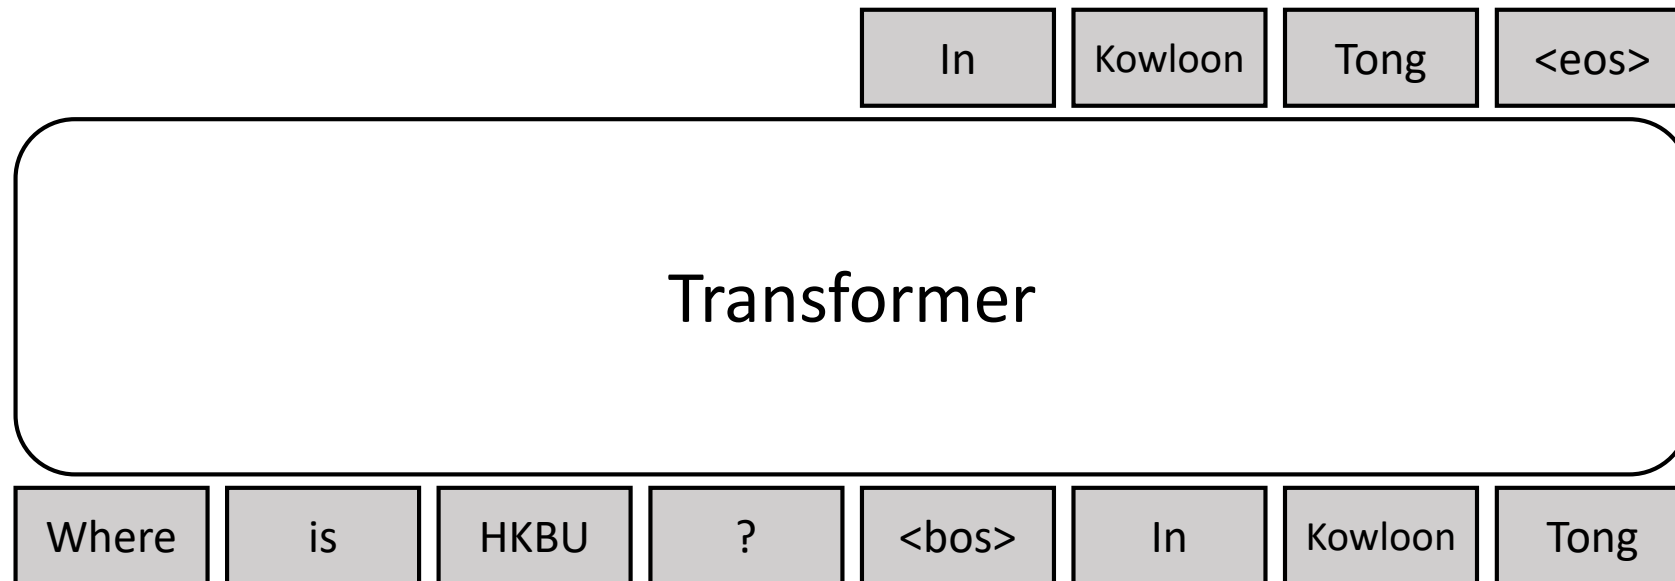 In Kowloon Tong <eos>
Transformer
Where is HKBU ? <bos> In Kowloon Tong